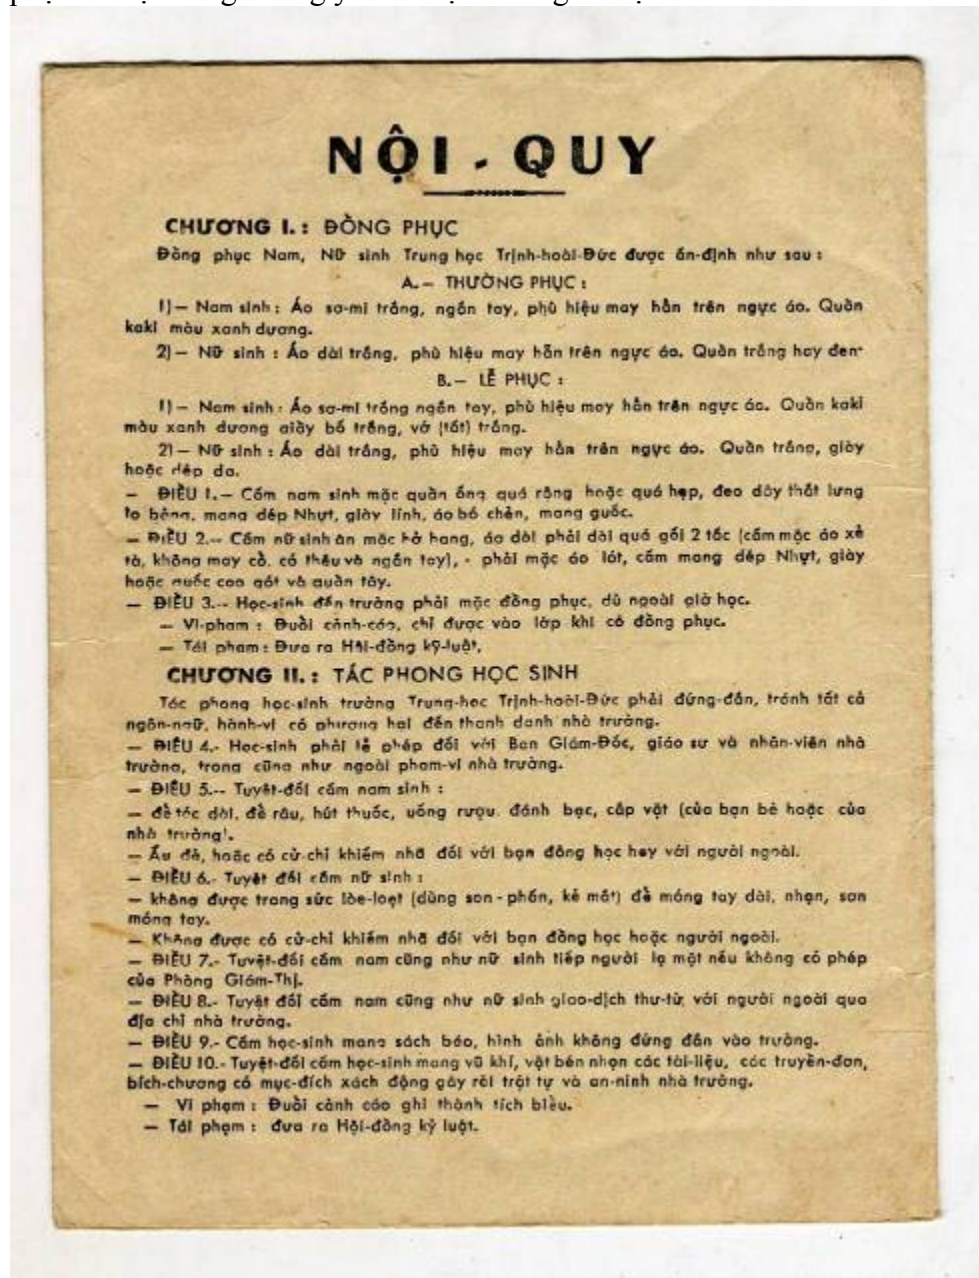 NỘI - QUY
CHƯƠNG I. : ĐỒNG PHỤC
Đồng phục Nam, Nữ sinh Trung học Trịnh-hoài-Đức được ấn-định như sau :
A.— THƯỜNG PHỤC :
1)— Nam sinh : Áo sơ-mi trắng, ngắn tay, phù hiệu may hẳn trên ngực áo. Quần
kaki màu xanh dương.
2)— Nữ sinh : Áo dài trắng, phù hiệu may hẵn trên ngực áo. Quần trắng hay đen-
B.— LỄ PHỤC :
1)— Nam sinh : Áo sơ-mi trắng ngắn tay, phù hiệu may hẳn trên ngực áo. Quần kaki
màu xanh dương giầy bố trắng, vớ (tất) trắng.
2)— Nữ sinh : Áo dài trắng, phù hiệu may hẳn trên ngực áo. Quần trắng, giày
hoặc dép da.
— ĐIỀU 1.— Cấm nam sinh mặc quần ống quá rộng hoặc quá hẹp, đeo dây thắt lưng
to bảng, mang dép Nhựt, giày lính, áo bó chẻn, mang guốc.
— ĐIỀU 2.-- Cấm nữ sinh ăn mặc hở hang, áo dài phải dài quá gối 2 tấc (cấm mặc áo xẻ
tà, không may cổ, có thêu và ngắn tay), - phải mặc áo lót, cấm mang dép Nhựt, giày
hoặc guốc cao gót và quần tây.
— ĐIỀU 3.-- Học-sinh đến trường phải mặc đồng phục, dù ngoài giờ học.
— Vi-phạm : Đuổi cảnh-cáo, chỉ được vào lớp khi có đồng phục.
— Tái phạm : Đưa ra Hội-đồng kỹ-luật.
CHƯƠNG II. : TÁC PHONG HỌC SINH
Tác phong học-sinh trường Trung-học Trịnh-hoài-Đức phải đứng-đắn, tránh tất cả
ngôn-ngữ, hành-vi có phương hại đến thanh danh nhà trường.
— ĐIỀU 4.- Học-sinh phải lễ phép đối với Ban Giám-Đốc, giáo sư và nhân-viên nhà
trường, trong cũng như ngoài phạm-vi nhà trường.
— ĐIỀU 5.-- Tuyệt-đối cấm nam sinh :
— để tóc dài, để râu, hút thuốc, uống rượu, đánh bạc, cắp vặt (của bạn bè hoặc của
nhà trường).
— Ẩu đả, hoặc có cử-chỉ khiếm nhã đối với bạn đồng học hay với người ngoài.
— ĐIỀU 6.- Tuyệt đối cấm nữ sinh :
— không được trang sức lòe-loẹt (dùng son - phấn, kẻ mắt) để móng tay dài, nhọn, sơn
móng tay.
— Không được có cử-chỉ khiếm nhã đối với bạn đồng học hoặc người ngoài.
— ĐIỀU 7.- Tuyệt-đối cấm nam cũng như nữ sinh tiếp người lạ mặt nếu không có phép
của Phòng Giám-Thị.
— ĐIỀU 8.- Tuyệt đối cấm nam cũng như nữ sinh giao-dịch thư-từ với người ngoài qua
địa chỉ nhà trường.
— ĐIỀU 9.- Cấm học-sinh mang sách báo, hình ảnh không đứng đắn vào trường.
— ĐIỀU 10.- Tuyệt-đối cấm học-sinh mang vũ khí, vật bén nhọn các tài-liệu, các truyền-đơn,
bích-chương có mục-đích xách động gây rối trật tự và an-ninh nhà trường.
— Vi phạm : Đuổi cảnh cáo ghi thành tích biểu.
— Tái phạm : đưa ra Hội-đồng kỷ luật.